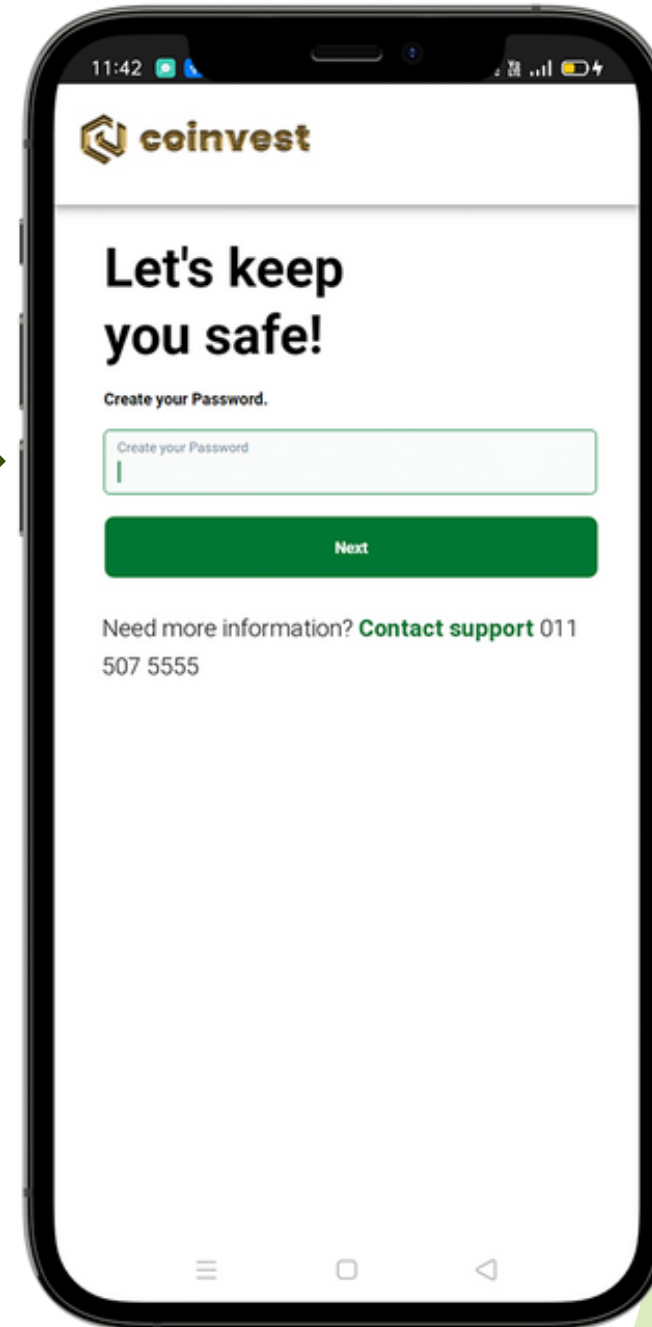 11:42
coinvest
Let's keep
you safe!
Create your Password.
Create your Password
Next
Need more information? Contact support 011
507 5555